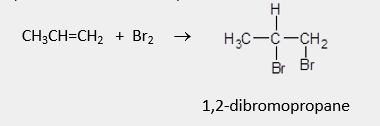 H
CH₃CH=CH₂ + Br₂ → H₃C-C-CH₂
Br Br
1,2-dibromopropane